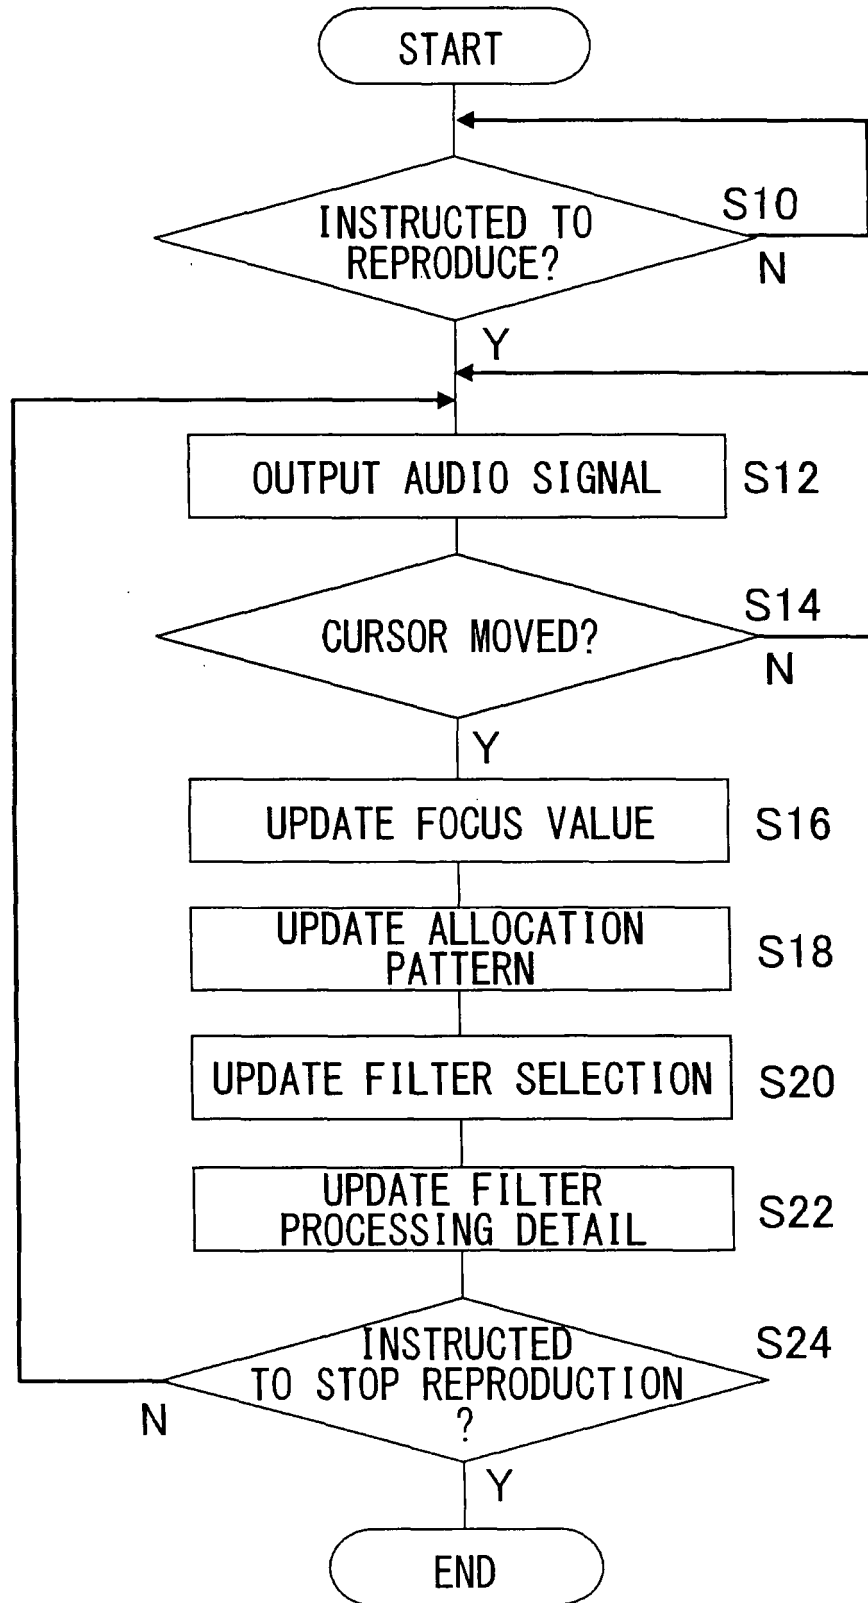 START
INSTRUCTED TO
REPRODUCE?
S10
N
Y
OUTPUT AUDIO SIGNAL
S12
CURSOR MOVED?
S14
N
Y
UPDATE FOCUS VALUE
S16
UPDATE ALLOCATION
PATTERN
S18
UPDATE FILTER SELECTION
S20
UPDATE FILTER
PROCESSING DETAIL
S22
INSTRUCTED
TO STOP REPRODUCTION
?
S24
N
Y
END